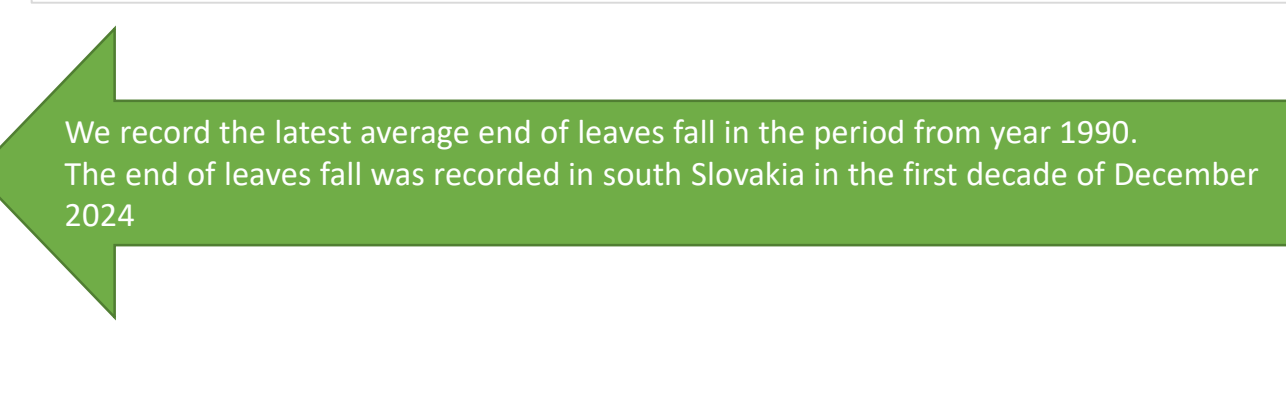 We record the latest average end of leaves fall in the period from year 1990.
The end of leaves fall was recorded in south Slovakia in the first decade of December
2024